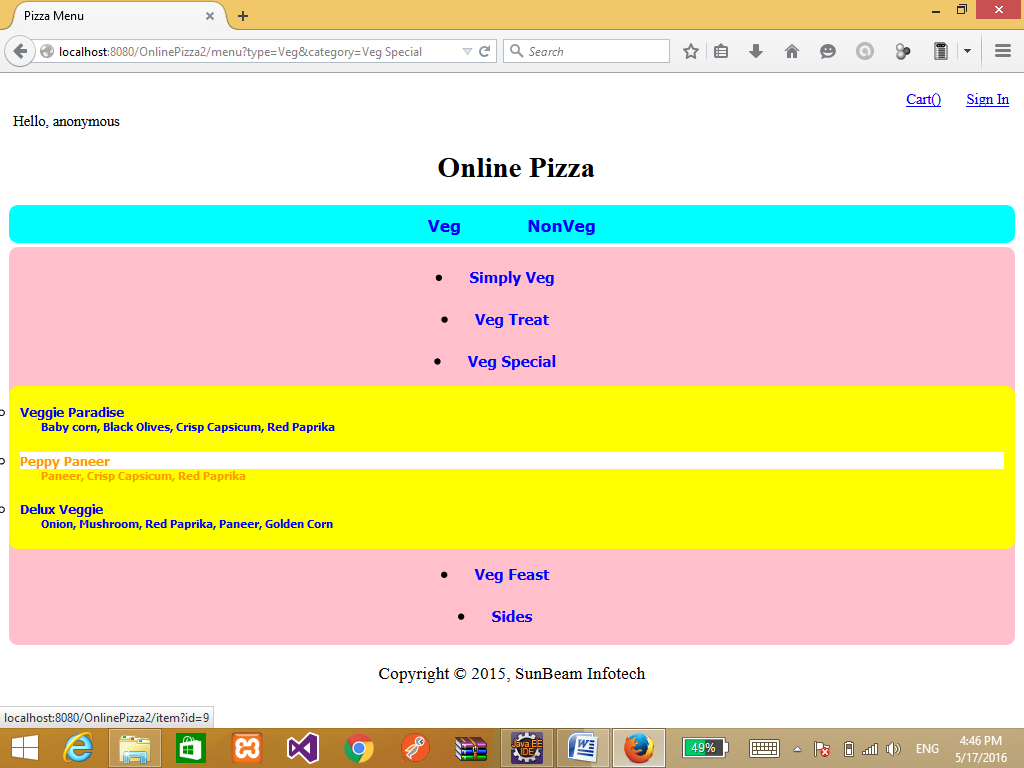 Pizza Menu
localhost:8080/OnlinePizza2/menu?type=Veg&category=Veg Special
Search
Cart() Sign In
Hello, anonymous
Online Pizza
Veg NonVeg
Simply Veg
Veg Treat
Veg Special
Veggie Paradise
Baby corn, Black Olives, Crisp Capsicum, Red Paprika
Peppy Paneer
Paneer, Crisp Capsicum, Red Paprika
Delux Veggie
Onion, Mushroom, Red Paprika, Paneer, Golden Corn
Veg Feast
Sides
Copyright © 2015, SunBeam Infotech
localhost:8080/OnlinePizza2/item?id=9
Java EE
IDE
49%
ENG
4:46 PM
5/17/2016